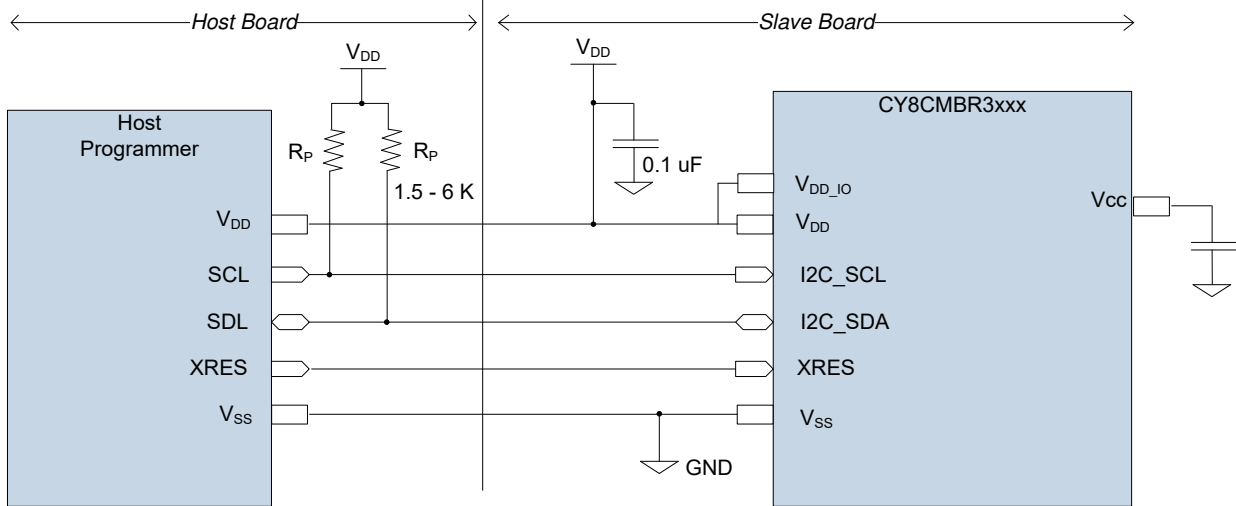 Host Board
Slave Board
V_DD
V_DD
Host
Programmer
CY8CMBR3xxx
R_P
R_P
1.5 - 6 K
0.1 uF
V_DD
SCL
SDL
XRES
V_SS
V_DD_IO
V_DD
I2C_SCL
I2C_SDA
XRES
V_SS
Vcc
GND